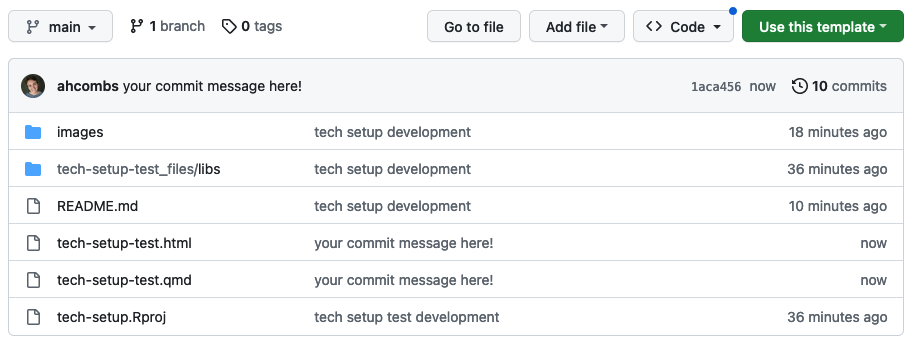 main 1 branch 0 tags Go to file Add file Code Use this template
ahcombs your commit message here! 1aca456 now 10 commits
images tech setup development 18 minutes ago
tech-setup-test_files/libs tech setup development 36 minutes ago
README.md tech setup development 10 minutes ago
tech-setup-test.html your commit message here! now
tech-setup-test.qmd your commit message here! now
tech-setup.Rproj tech setup test development 36 minutes ago